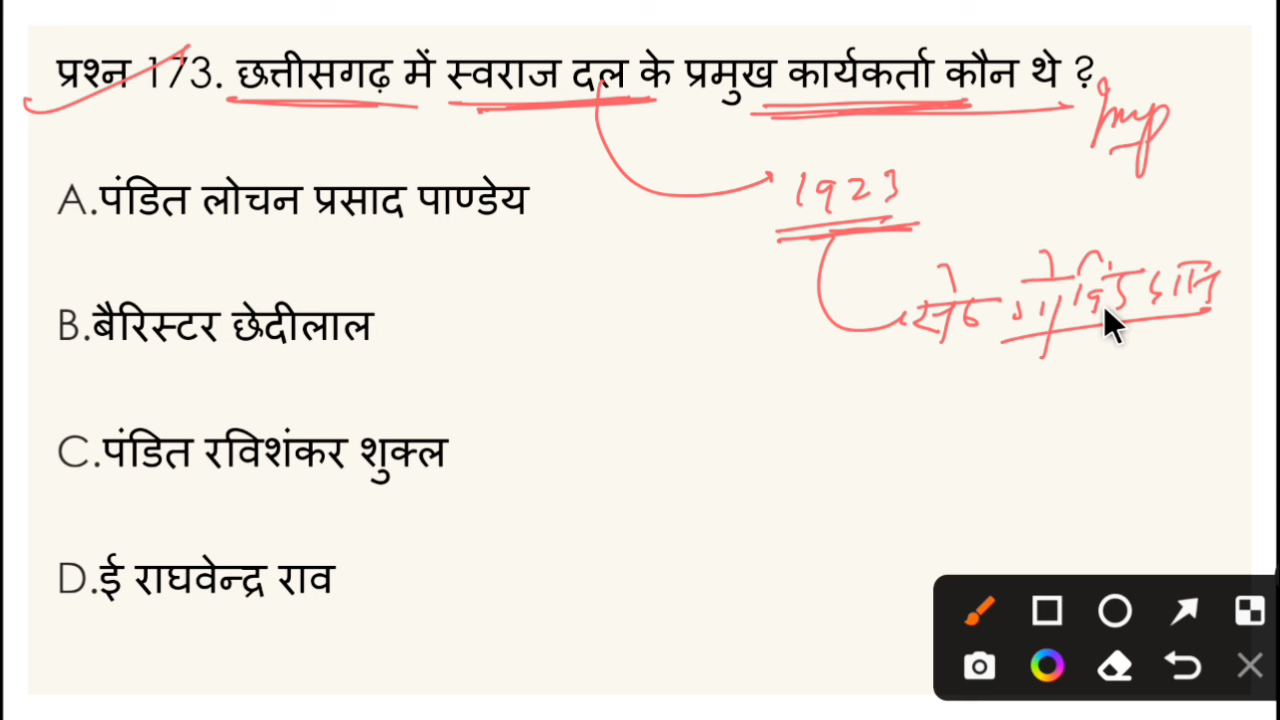 प्रश्न 173. छत्तीसगढ़ में स्वराज दल के प्रमुख कार्यकर्ता कौन थे ?
Imp
A.पंडित लोचन प्रसाद पाण्डेय
1923
सेठ गोविंद दास
B.बैरिस्टर छेदीलाल
C.पंडित रविशंकर शुक्ल
D.ई राघवेन्द्र राव